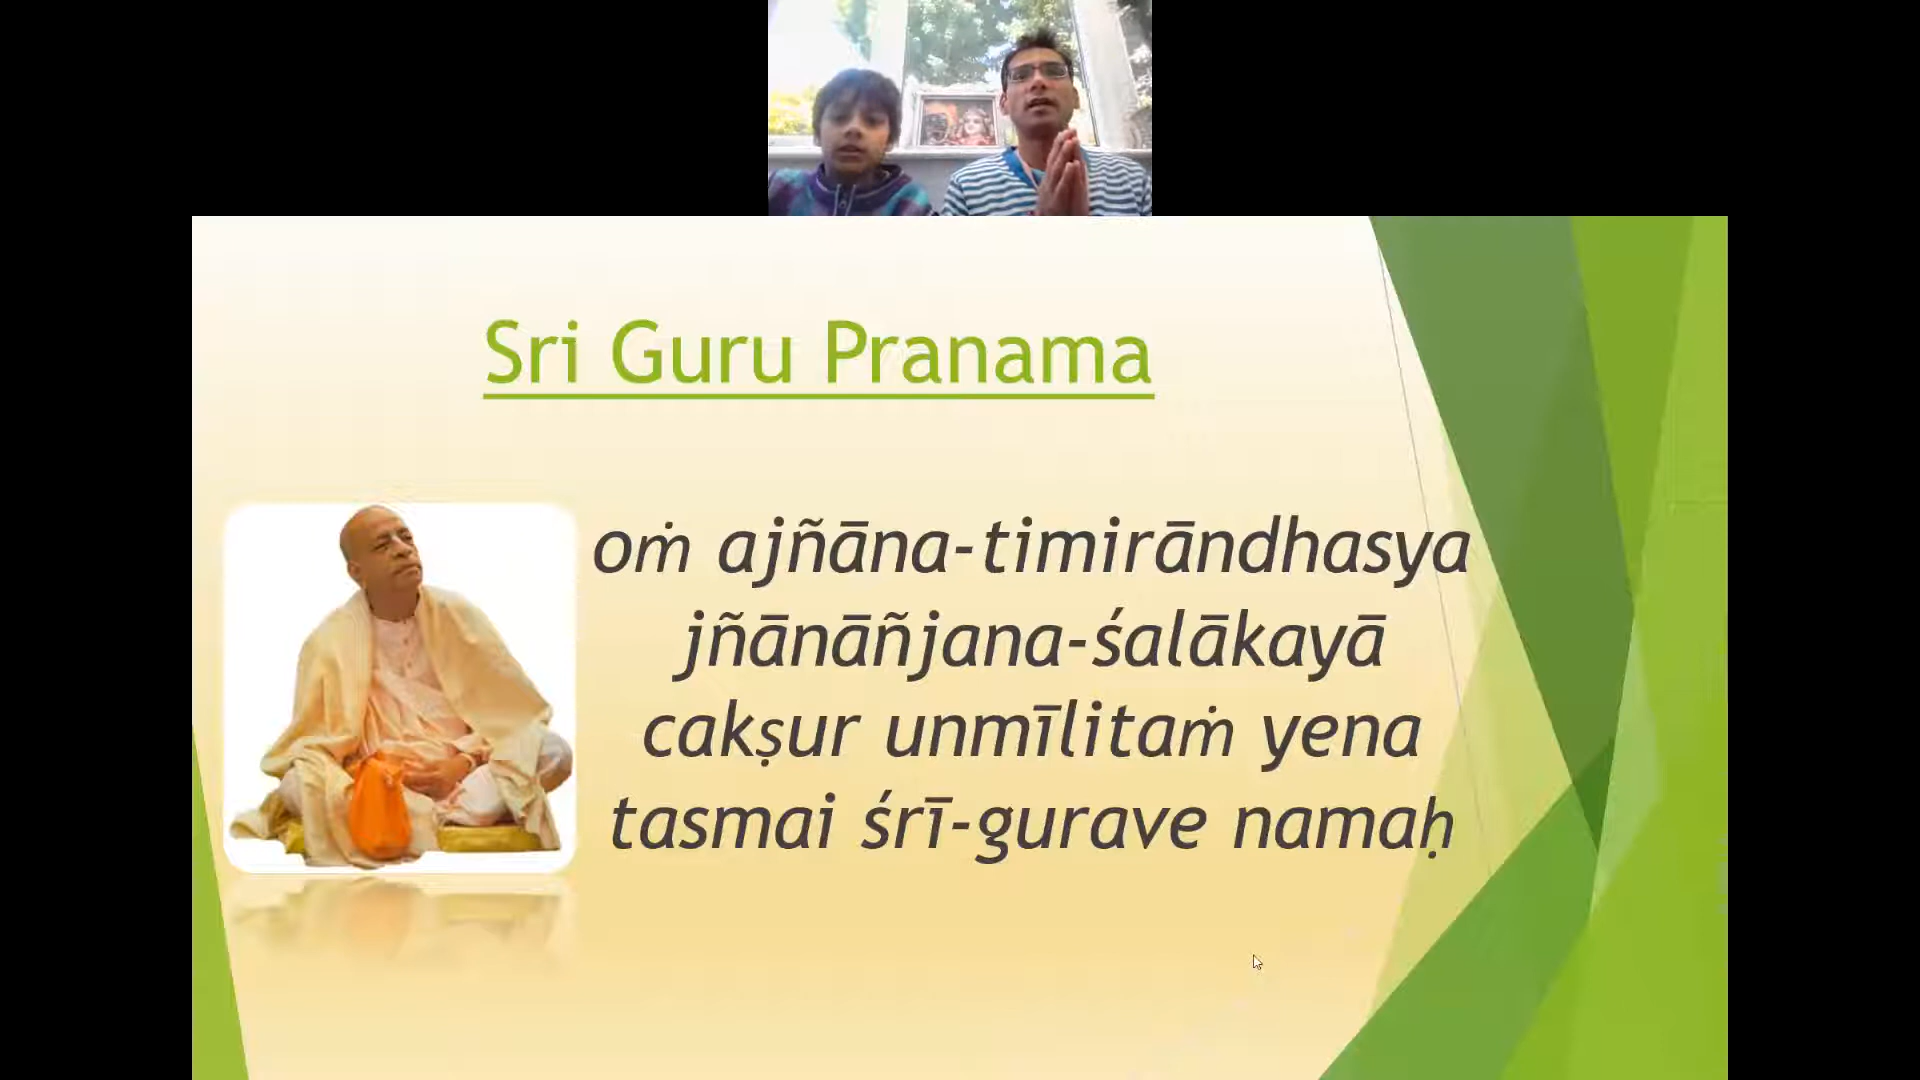 Sri Guru Pranama
oṁ ajñāna-timirāndhasya
jñānāñjana-śalākayā
cakṣur unmīlitaṁ yena
tasmai śrī-gurave namaḥ